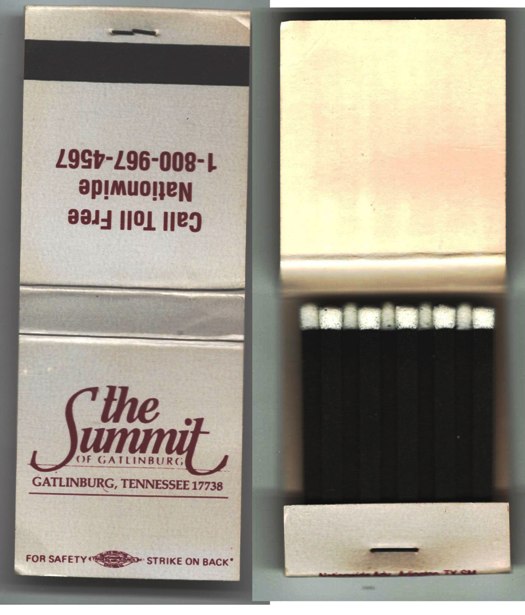 Call Toll Free
Nationwide
1-800-967-4567
the
Summit
OF GATLINBURG
GATLINBURG, TENNESSEE 17738
FOR SAFETY STRIKE ON BACK